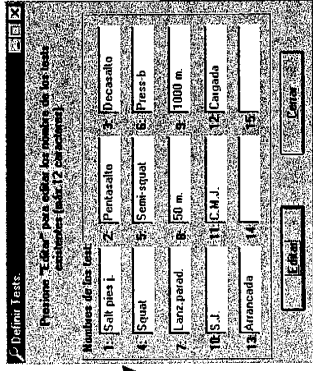 Definir Tests.
Presione "Editar" para editar los nombre de los tests
existentes (máx.12 caracteres).
Nombres de los Test:
1: Salt pies j. 2: Pentasalto 3: Decasalto
4: Squat 5: Semi-squat 6: Press-b
7: Lanz.parad. 8: 50 m. 9: 1000 m.
10: S.J. 11: C.M.J. 12: Cargada
13: Arrancada 14: 15:
Editar Cerrar